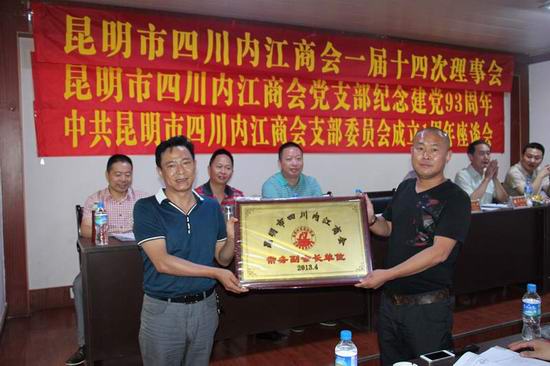 昆明市四川内江商会一届十四次理事会
昆明市四川内江商会党支部纪念建党93周年
中共昆明市四川内江商会支部委员会成立1周年座谈会
昆明市四川内江商会
常务副会长单位
2013.4